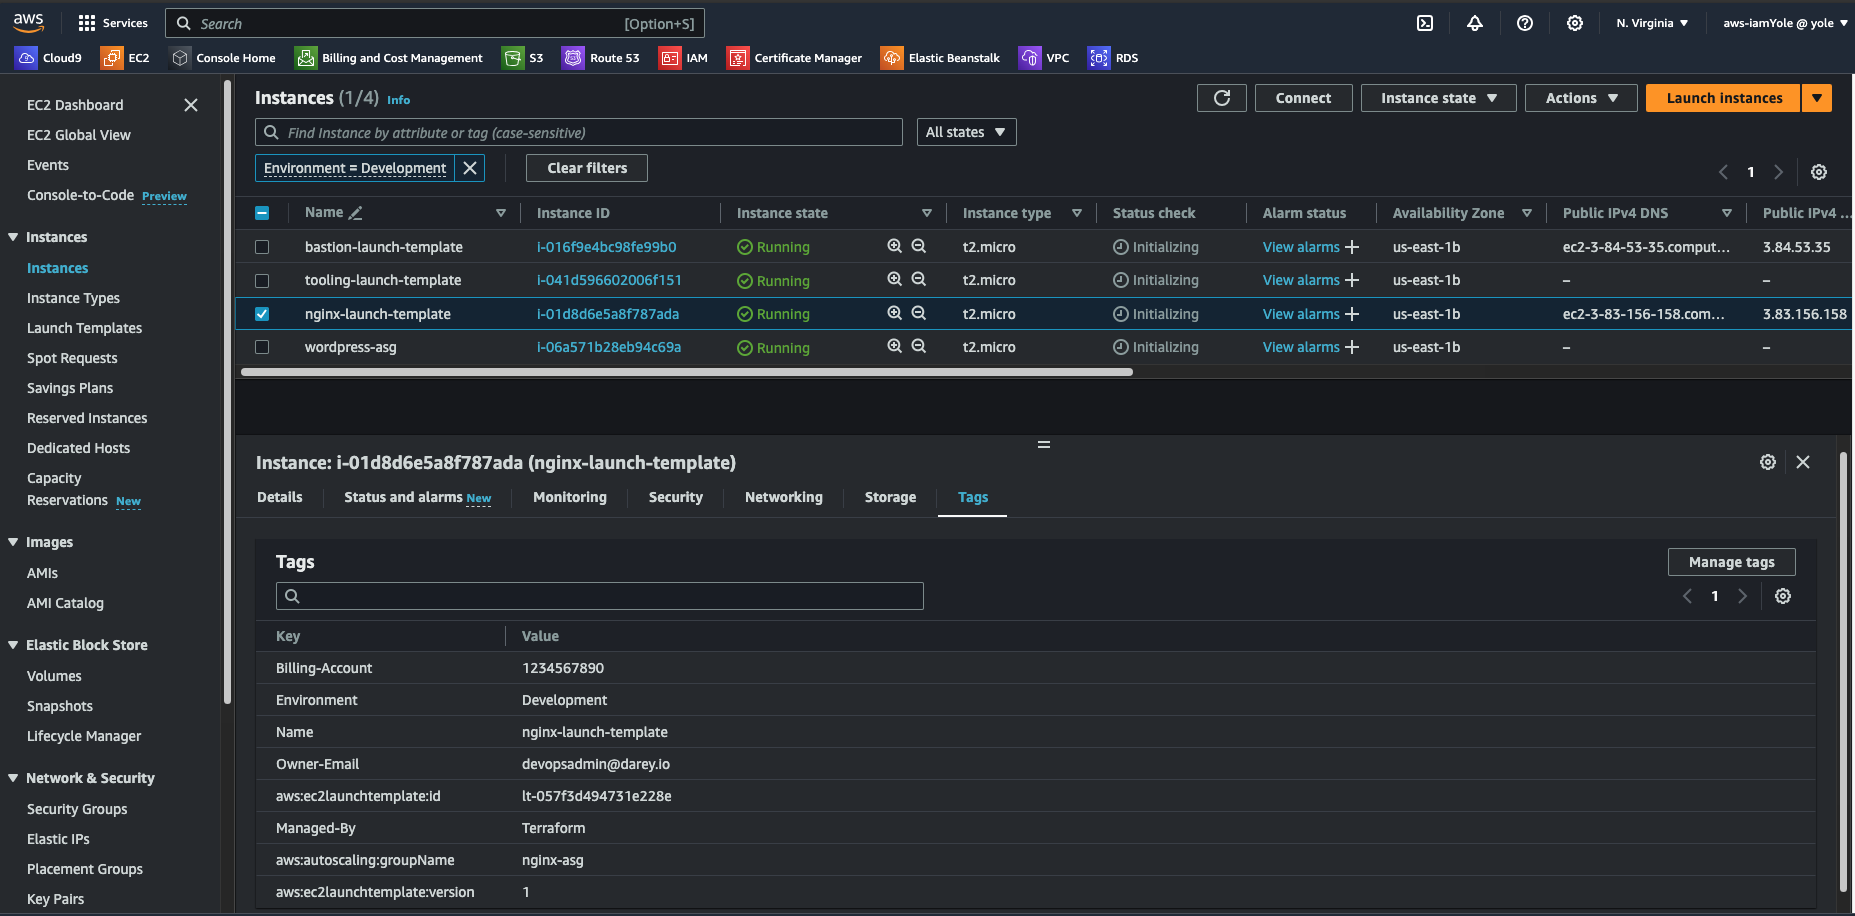 aws Services Search [Option+S] N. Virginia aws-iamYole @ yole
Cloud9 EC2 Console Home Billing and Cost Management S3 Route 53 IAM Certificate Manager Elastic Beanstalk VPC RDS
EC2 Dashboard
EC2 Global View
Events
Console-to-Code Preview
Instances
Instances
Instance Types
Launch Templates
Spot Requests
Savings Plans
Reserved Instances
Dedicated Hosts
Capacity
Reservations New
Images
AMIs
AMI Catalog
Elastic Block Store
Volumes
Snapshots
Lifecycle Manager
Network & Security
Security Groups
Elastic IPs
Placement Groups
Key Pairs
Instances (1/4) Info Connect Instance state Actions Launch instances
Find Instance by attribute or tag (case-sensitive) All states
Environment = Development Clear filters 1
Name Instance ID Instance state Instance type Status check Alarm status Availability Zone Public IPv4 DNS Public IPv4 ...
bastion-launch-template i-016f9e4bc98fe99b0 Running t2.micro Initializing View alarms us-east-1b ec2-3-84-53-35.comput... 3.84.53.35
tooling-launch-template i-041d596602006f151 Running t2.micro Initializing View alarms us-east-1b – –
nginx-launch-template i-01d8d6e5a8f787ada Running t2.micro Initializing View alarms us-east-1b ec2-3-83-156-158.com... 3.83.156.158
wordpress-asg i-06a571b28eb94c69a Running t2.micro Initializing View alarms us-east-1b – –
Instance: i-01d8d6e5a8f787ada (nginx-launch-template)
Details Status and alarms New Monitoring Security Networking Storage Tags
Tags Manage tags
1
Key Value
Billing-Account 1234567890
Environment Development
Name nginx-launch-template
Owner-Email devopsadmin@darey.io
aws:ec2launchtemplate:id lt-057f3d494731e228e
Managed-By Terraform
aws:autoscaling:groupName nginx-asg
aws:ec2launchtemplate:version 1